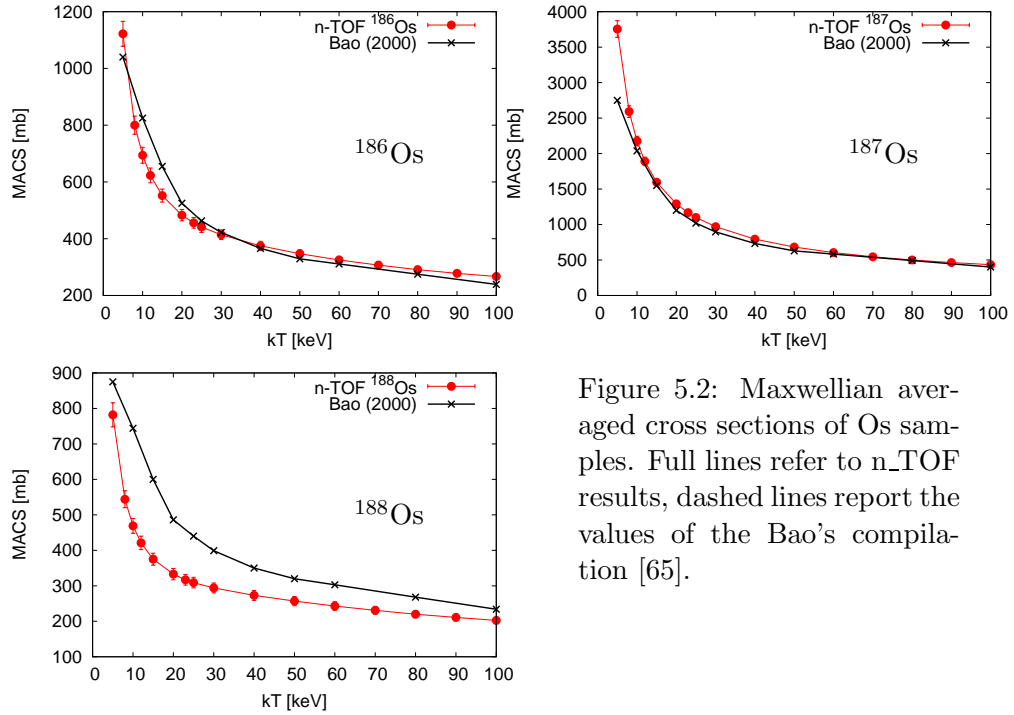 1200
1000
800
600
400
200
0 10 20 30 40 50 60 70 80 90 100
MACS [mb]
kT [keV]
n-TOF ¹⁸⁶Os
Bao (2000)
¹⁸⁶Os
4000
3500
3000
2500
2000
1500
1000
500
0
0 10 20 30 40 50 60 70 80 90 100
MACS [mb]
kT [keV]
n-TOF ¹⁸⁷Os
Bao (2000)
¹⁸⁷Os
900
800
700
600
500
400
300
200
100
0 10 20 30 40 50 60 70 80 90 100
MACS [mb]
kT [keV]
n-TOF ¹⁸⁸Os
Bao (2000)
¹⁸⁸Os
Figure 5.2: Maxwellian aver-
aged cross sections of Os sam-
ples. Full lines refer to n_TOF
results, dashed lines report the
values of the Bao's compila-
tion [65].